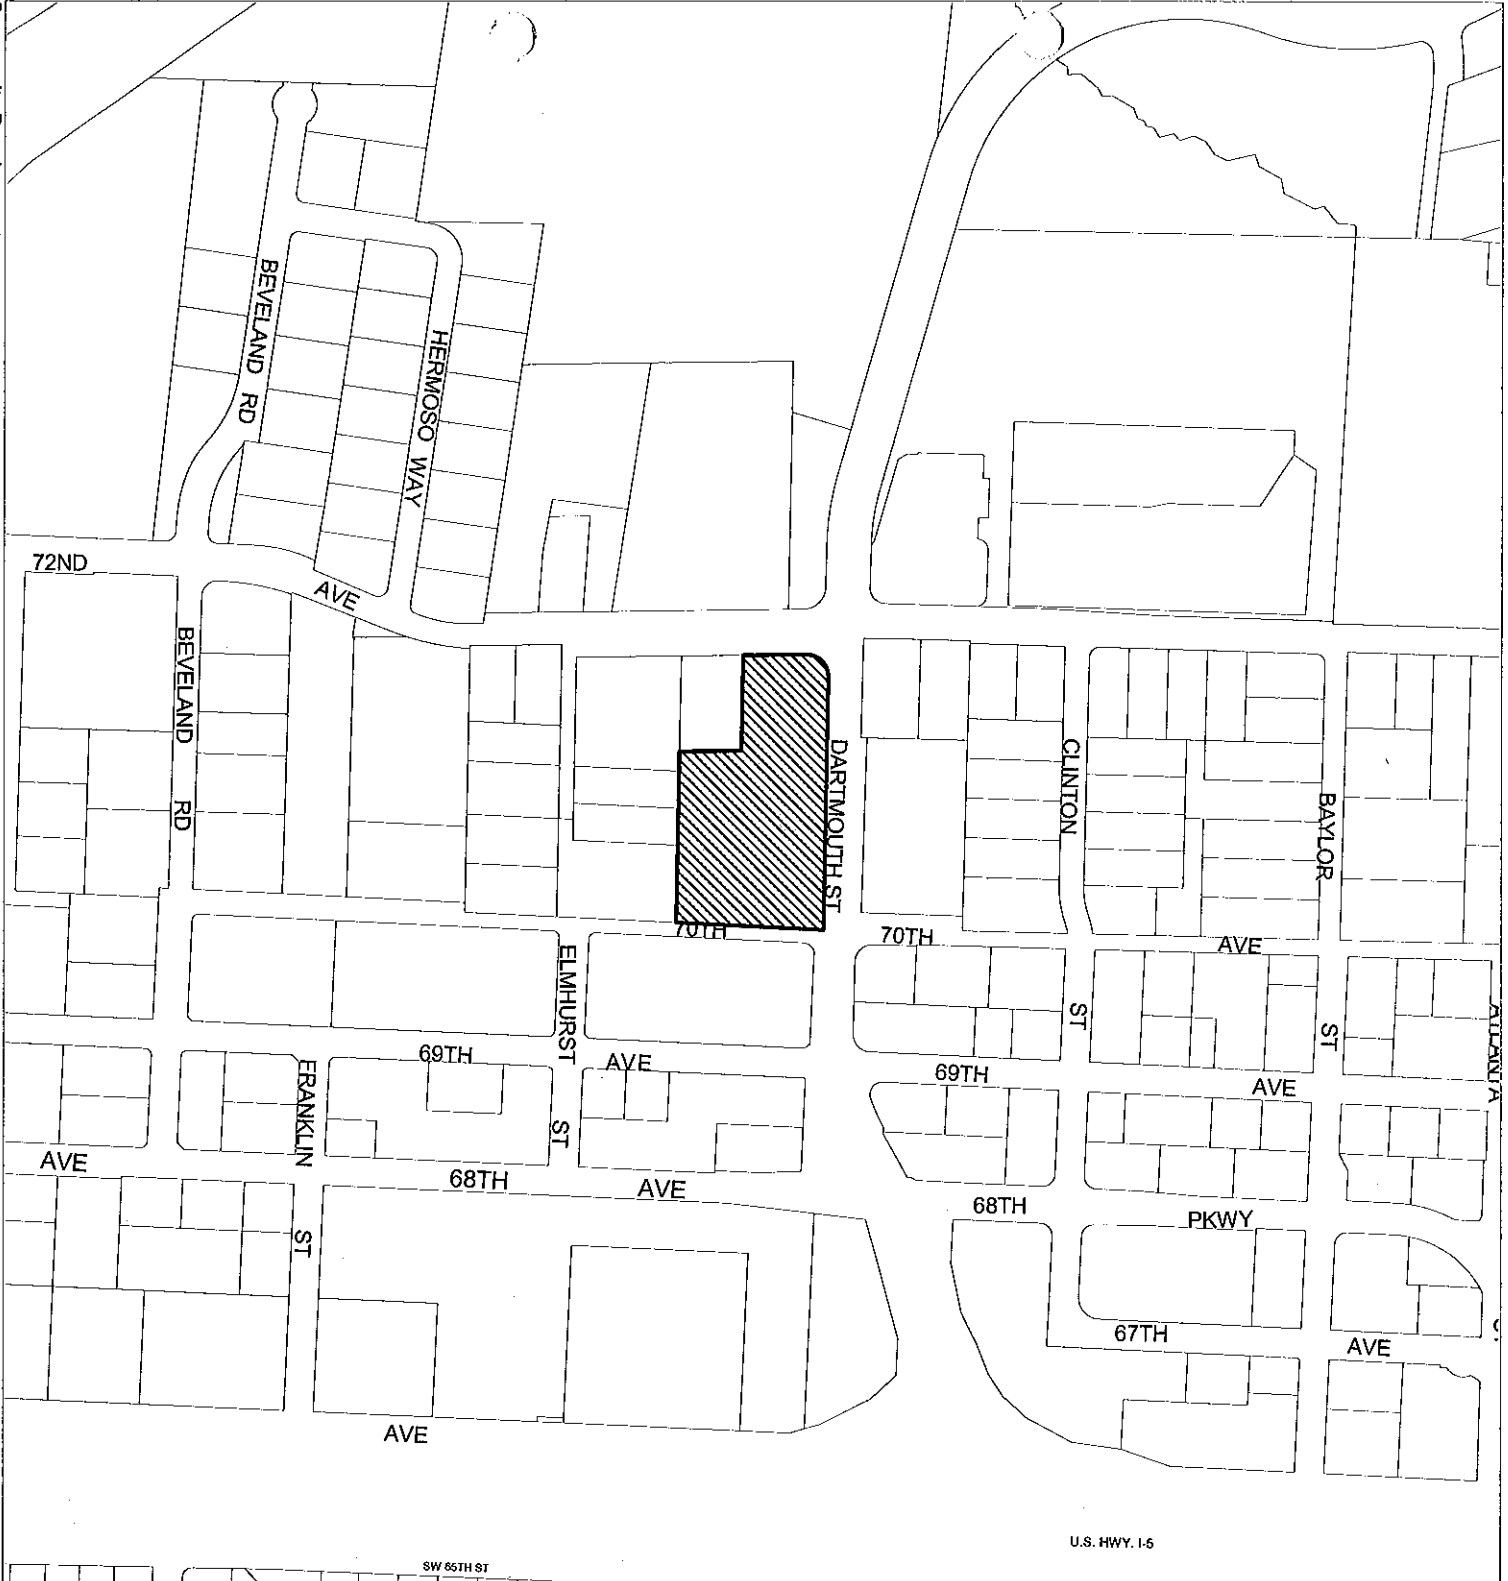 BEVELAND RD
HERMOSO WAY
72ND
AVE
BEVELAND RD
DARTMOUTH ST
CLINTON
BAYLOR
70TH
70TH
AVE
ELMHURST
ST
ST
ATLANTA
69TH
AVE
FRANKLIN
69TH
AVE
ST
AVE
68TH
AVE
68TH
PKWY
ST
67TH
AVE
AVE
U.S. HWY. I-5
SW 65TH ST